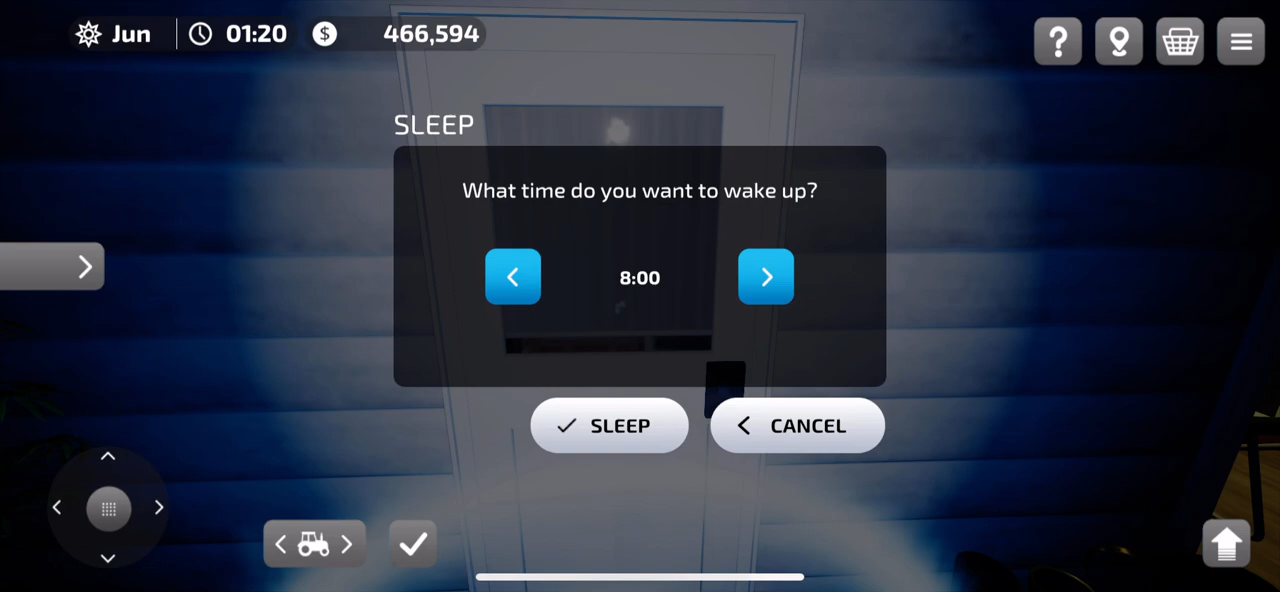 Jun 01:20 $ 466,594 ?
SLEEP
What time do you want to wake up?
8:00
SLEEP CANCEL